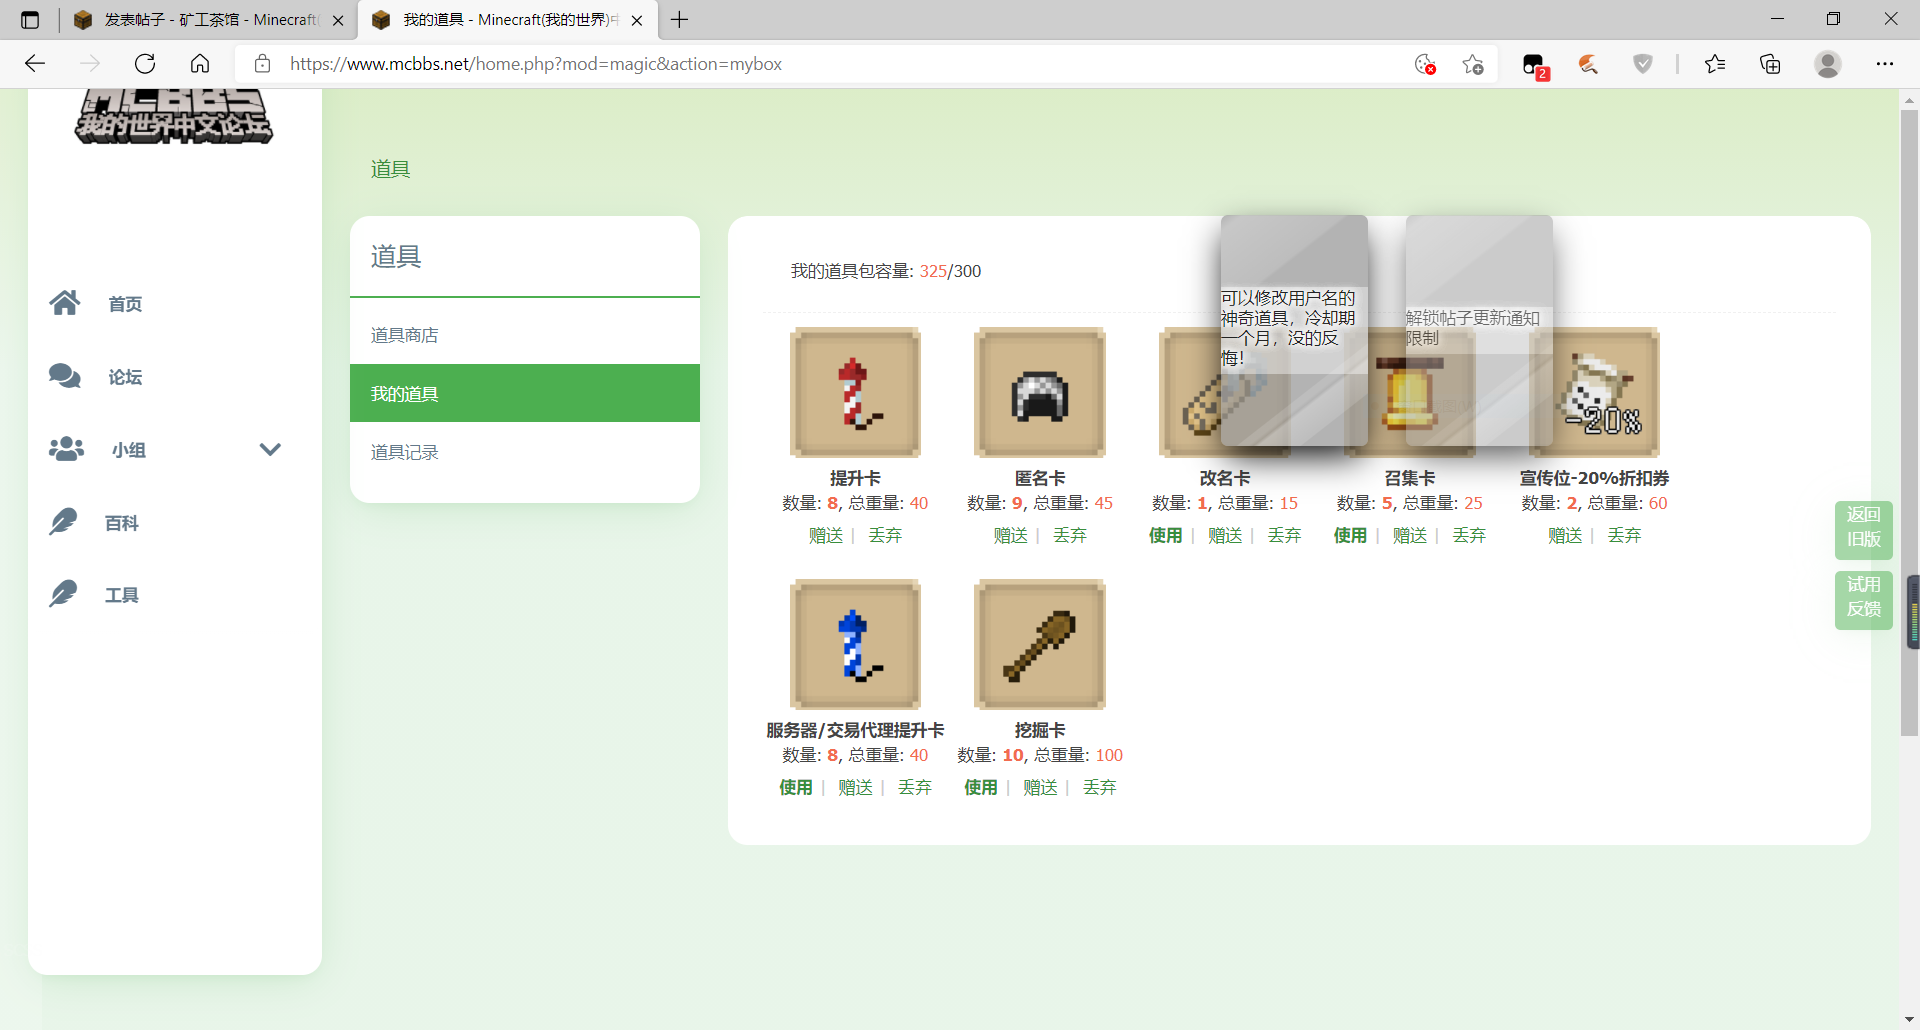 发表帖子 - 矿工茶馆 - Minecraft(
我的道具 - Minecraft(我的世界)中
https://www.mcbbs.net/home.php?mod=magic&action=mybox
2
MCBBS
我的世界中文论坛
首页
论坛
小组
百科
工具
道具
道具
道具商店
我的道具
道具记录
我的道具包容量: 325/300
可以修改用户名的
神奇道具，冷却期
一个月，没的反
悔！
解锁帖子更新通知
限制
-20%
提升卡
数量: 8, 总重量: 40
赠送 | 丢弃
匿名卡
数量: 9, 总重量: 45
赠送 | 丢弃
改名卡
数量: 1, 总重量: 15
使用 | 赠送 | 丢弃
召集卡
数量: 5, 总重量: 25
使用 | 赠送 | 丢弃
宣传位-20%折扣券
数量: 2, 总重量: 60
赠送 | 丢弃
服务器/交易代理提升卡
数量: 8, 总重量: 40
使用 | 赠送 | 丢弃
挖掘卡
数量: 10, 总重量: 100
使用 | 赠送 | 丢弃
返回
旧版
试用
反馈